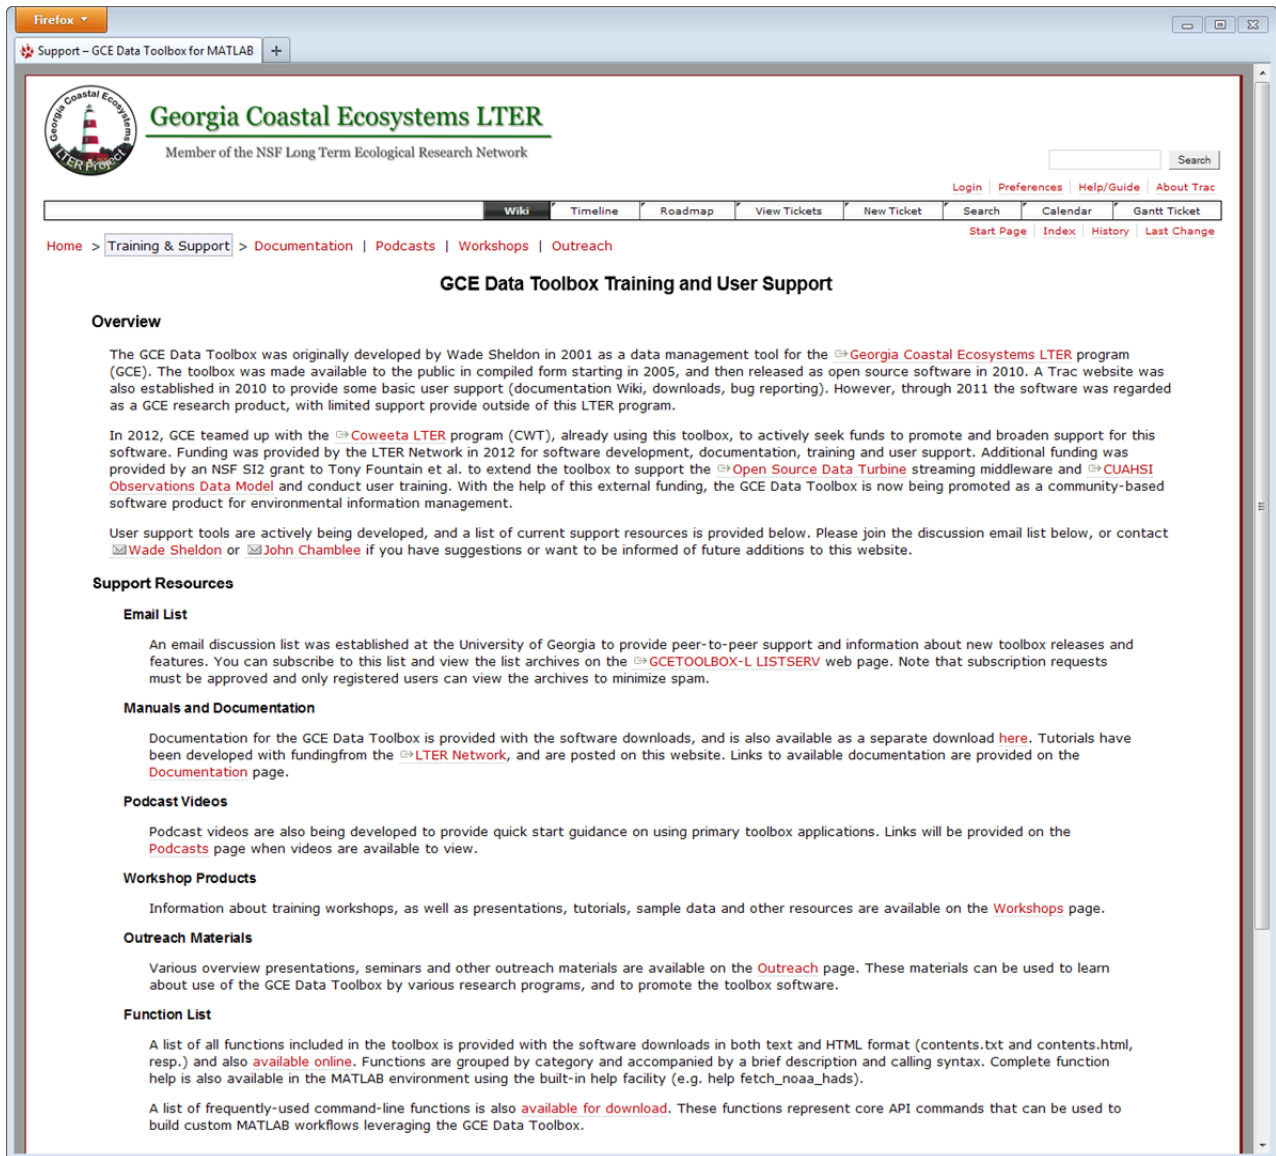 Firefox
Support – GCE Data Toolbox for MATLAB
Georgia Coastal Ecosystems
LTER Project
Georgia Coastal Ecosystems LTER
Member of the NSF Long Term Ecological Research Network
Search
Login Preferences Help/Guide About Trac
Wiki Timeline Roadmap View Tickets New Ticket Search Calendar Gantt Ticket
Start Page Index History Last Change
Home > Training & Support > Documentation | Podcasts | Workshops | Outreach
GCE Data Toolbox Training and User Support
Overview
The GCE Data Toolbox was originally developed by Wade Sheldon in 2001 as a data management tool for the Georgia Coastal Ecosystems LTER program
(GCE). The toolbox was made available to the public in compiled form starting in 2005, and then released as open source software in 2010. A Trac website was
also established in 2010 to provide some basic user support (documentation Wiki, downloads, bug reporting). However, through 2011 the software was regarded
as a GCE research product, with limited support provide outside of this LTER program.
In 2012, GCE teamed up with the Coweeta LTER program (CWT), already using this toolbox, to actively seek funds to promote and broaden support for this
software. Funding was provided by the LTER Network in 2012 for software development, documentation, training and user support. Additional funding was
provided by an NSF SI2 grant to Tony Fountain et al. to extend the toolbox to support the Open Source Data Turbine streaming middleware and CUAHSI
Observations Data Model and conduct user training. With the help of this external funding, the GCE Data Toolbox is now being promoted as a community-based
software product for environmental information management.
User support tools are actively being developed, and a list of current support resources is provided below. Please join the discussion email list below, or contact
Wade Sheldon or John Chamblee if you have suggestions or want to be informed of future additions to this website.
Support Resources
Email List
An email discussion list was established at the University of Georgia to provide peer-to-peer support and information about new toolbox releases and
features. You can subscribe to this list and view the list archives on the GCETOOLBOX-L LISTSERV web page. Note that subscription requests
must be approved and only registered users can view the archives to minimize spam.
Manuals and Documentation
Documentation for the GCE Data Toolbox is provided with the software downloads, and is also available as a separate download here. Tutorials have
been developed with fundingfrom the LTER Network, and are posted on this website. Links to available documentation are provided on the
Documentation page.
Podcast Videos
Podcast videos are also being developed to provide quick start guidance on using primary toolbox applications. Links will be provided on the
Podcasts page when videos are available to view.
Workshop Products
Information about training workshops, as well as presentations, tutorials, sample data and other resources are available on the Workshops page.
Outreach Materials
Various overview presentations, seminars and other outreach materials are available on the Outreach page. These materials can be used to learn
about use of the GCE Data Toolbox by various research programs, and to promote the toolbox software.
Function List
A list of all functions included in the toolbox is provided with the software downloads in both text and HTML format (contents.txt and contents.html,
resp.) and also available online. Functions are grouped by category and accompanied by a brief description and calling syntax. Complete function
help is also available in the MATLAB environment using the built-in help facility (e.g. help fetch_noaa_hads).
A list of frequently-used command-line functions is also available for download. These functions represent core API commands that can be used to
build custom MATLAB workflows leveraging the GCE Data Toolbox.